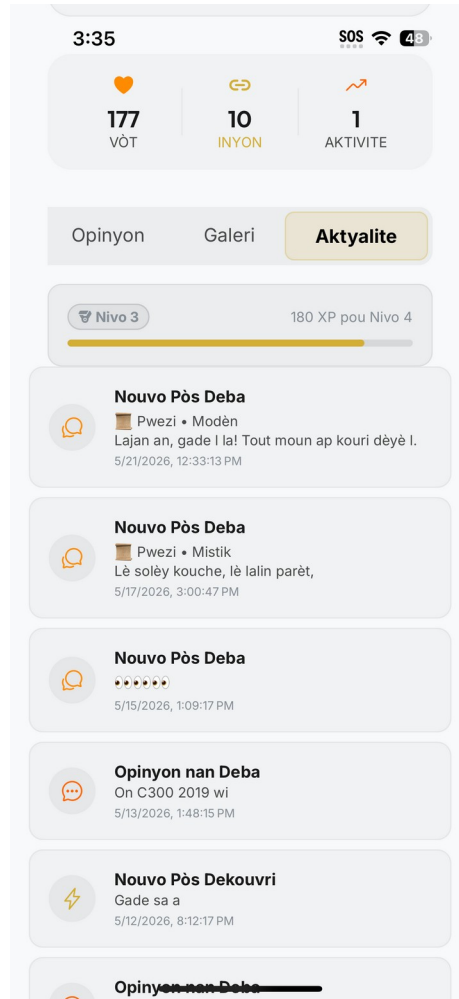 3:35
SOS
48
177
10
1
VÒT
INYON
AKTIVITE
Opinyon
Galeri
Aktyalite
Nivo 3
180 XP pou Nivo 4
Nouvo Pòs Deba
📜 Pwezi • Modèn
Lajan an, gade l la! Tout moun ap kouri dèyè l.
5/21/2026, 12:33:13 PM
Nouvo Pòs Deba
📜 Pwezi • Mistik
Lè solèy kouche, lè lalin parèt,
5/17/2026, 3:00:47 PM
Nouvo Pòs Deba
👀👀👀
5/15/2026, 1:09:17 PM
Opinyon nan Deba
On C300 2019 wi
5/13/2026, 1:48:15 PM
Nouvo Pòs Dekouvri
Gade sa a
5/12/2026, 8:12:17 PM
Opinyon nan Deba